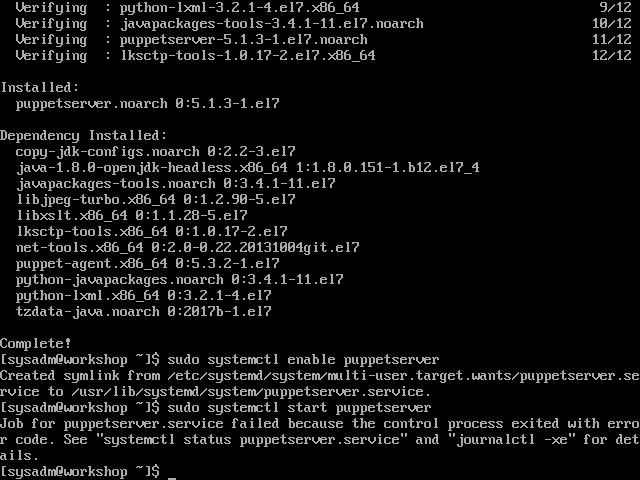 Verifying  : python-lxml-3.2.1-4.el7.x86_64                9/12
Verifying  : javapackages-tools-3.4.1-11.el7.noarch       10/12
Verifying  : puppetserver-5.1.3-1.el7.noarch              11/12
Verifying  : lksctp-tools-1.0.17-2.el7.x86_64             12/12
Installed:
puppetserver.noarch 0:5.1.3-1.el7
Dependency Installed:
copy-jdk-configs.noarch 0:2.2-3.el7
java-1.8.0-openjdk-headless.x86_64 1:1.8.0.151-1.b12.el7_4
javapackages-tools.noarch 0:3.4.1-11.el7
libjpeg-turbo.x86_64 0:1.2.90-5.el7
libxslt.x86_64 0:1.1.28-5.el7
lksctp-tools.x86_64 0:1.0.17-2.el7
net-tools.x86_64 0:2.0-0.22.20131004git.el7
puppet-agent.x86_64 0:5.3.2-1.el7
python-javapackages.noarch 0:3.4.1-11.el7
python-lxml.x86_64 0:3.2.1-4.el7
tzdata-java.noarch 0:2017b-1.el7
Complete!
[sysadm@workshop ~]$ sudo systemctl enable puppetserver
Created symlink from /etc/systemd/system/multi-user.target.wants/puppetserver.se
rvice to /usr/lib/systemd/system/puppetserver.service.
[sysadm@workshop ~]$ sudo systemctl start puppetserver
Job for puppetserver.service failed because the control process exited with erro
r code. See "systemctl status puppetserver.service" and "journalctl -xe" for det
ails.
[sysadm@workshop ~]$ _